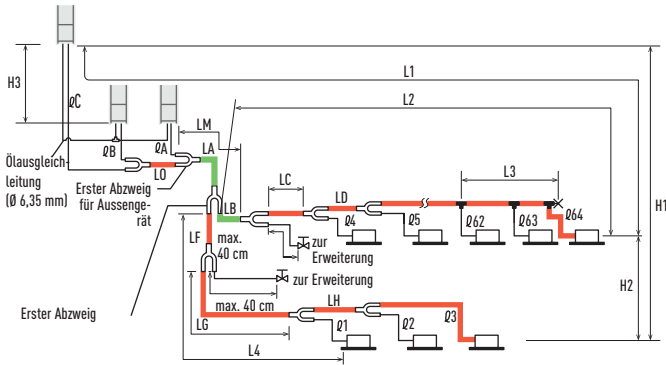 H3
ℓC
L1
L2
H1
LM
ℓB
ℓA
LA
LO
Ölausgleich-
leitung
(Ø 6,35 mm)
Erster Abzweig
für Aussenge-
rät
LB
LC
LD
L3
ℓ4
ℓ5
ℓ62
ℓ63
ℓ64
LF
max.
40 cm
zur
Erweiterung
H2
zur Erweiterung
Erster Abzweig
max. 40 cm
LG
LH
ℓ1
ℓ2
ℓ3
L4